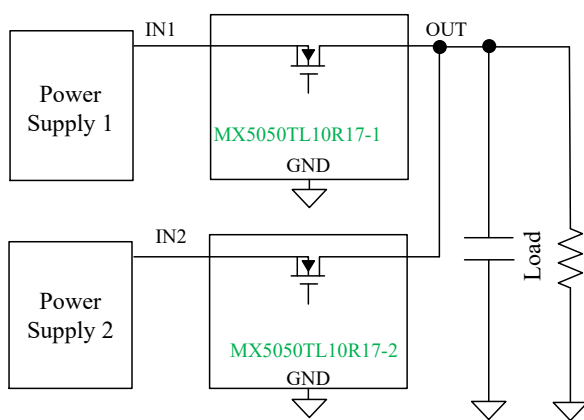 IN1
OUT
Power
Supply 1
MX5050TL10R17-1
GND
IN2
Power
Supply 2
MX5050TL10R17-2
GND
Load